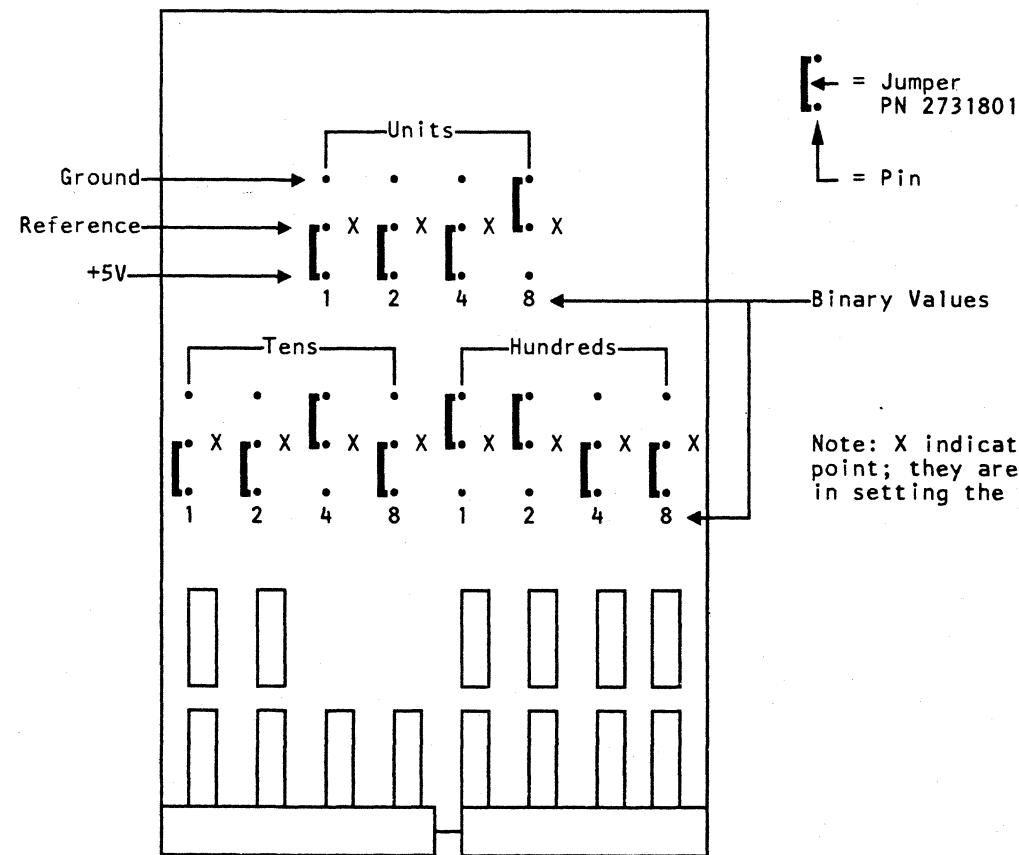 = Jumper
PN 2731801
= Pin
Units
Ground
Reference
+5V
X X X X
1 2 4 8
Binary Values
Tens
Hundreds
X X X X X X X X
1 2 4 8 1 2 4 8
Note: X indicat
point; they are
in setting the